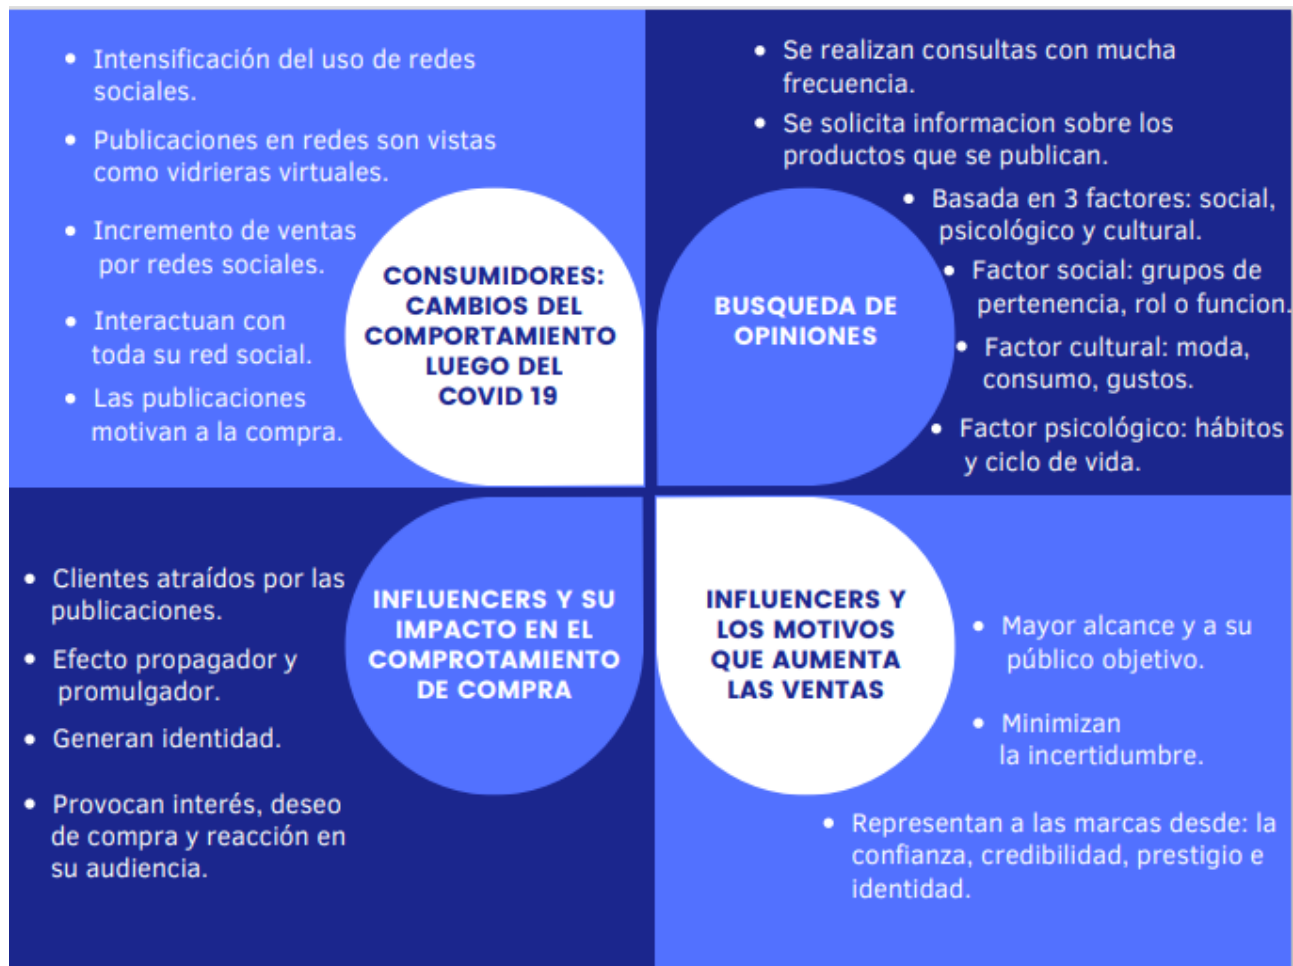 Intensificación del uso de redes
sociales.
Publicaciones en redes son vistas
como vidrieras virtuales.
Incremento de ventas
por redes sociales.
Interactuan con
toda su red social.
Las publicaciones
motivan a la compra.
CONSUMIDORES:
CAMBIOS DEL
COMPORTAMIENTO
LUEGO DEL
COVID 19
Se realizan consultas con mucha
frecuencia.
Se solicita informacion sobre los
productos que se publican.
Basada en 3 factores: social,
psicológico y cultural.
Factor social: grupos de
pertenencia, rol o funcion.
Factor cultural: moda,
consumo, gustos.
Factor psicológico: hábitos
y ciclo de vida.
BUSQUEDA DE
OPINIONES
Clientes atraídos por las
publicaciones.
Efecto propagador y
promulgador.
Generan identidad.
Provocan interés, deseo
de compra y reacción en
su audiencia.
INFLUENCERS Y SU
IMPACTO EN EL
COMPROTAMIENTO
DE COMPRA
INFLUENCERS Y
LOS MOTIVOS
QUE AUMENTA
LAS VENTAS
Mayor alcance y a su
público objetivo.
Minimizan
la incertidumbre.
Representan a las marcas desde: la
confianza, credibilidad, prestigio e
identidad.